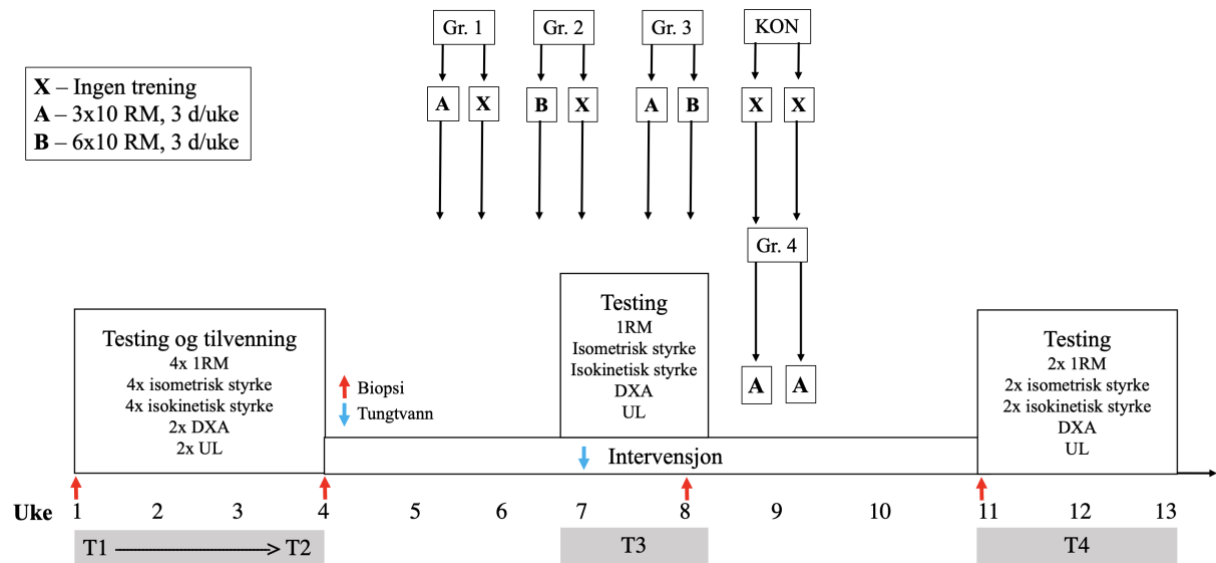 Gr. 1
Gr. 2
Gr. 3
KON
X – Ingen trening
A – 3x10 RM, 3 d/uke
B – 6x10 RM, 3 d/uke
A X B X A B X X
Gr. 4
A A
Testing og tilvenning
4x 1RM
4x isometrisk styrke
4x isokinetisk styrke
2x DXA
2x UL
Biopsi
Tungtvann
Testing
1RM
Isometrisk styrke
Isokinetisk styrke
DXA
UL
Testing
2x 1RM
2x isometrisk styrke
2x isokinetisk styrke
DXA
UL
Intervensjon
Uke 1 2 3 4 5 6 7 8 9 10 11 12 13
T1 T2 T3 T4